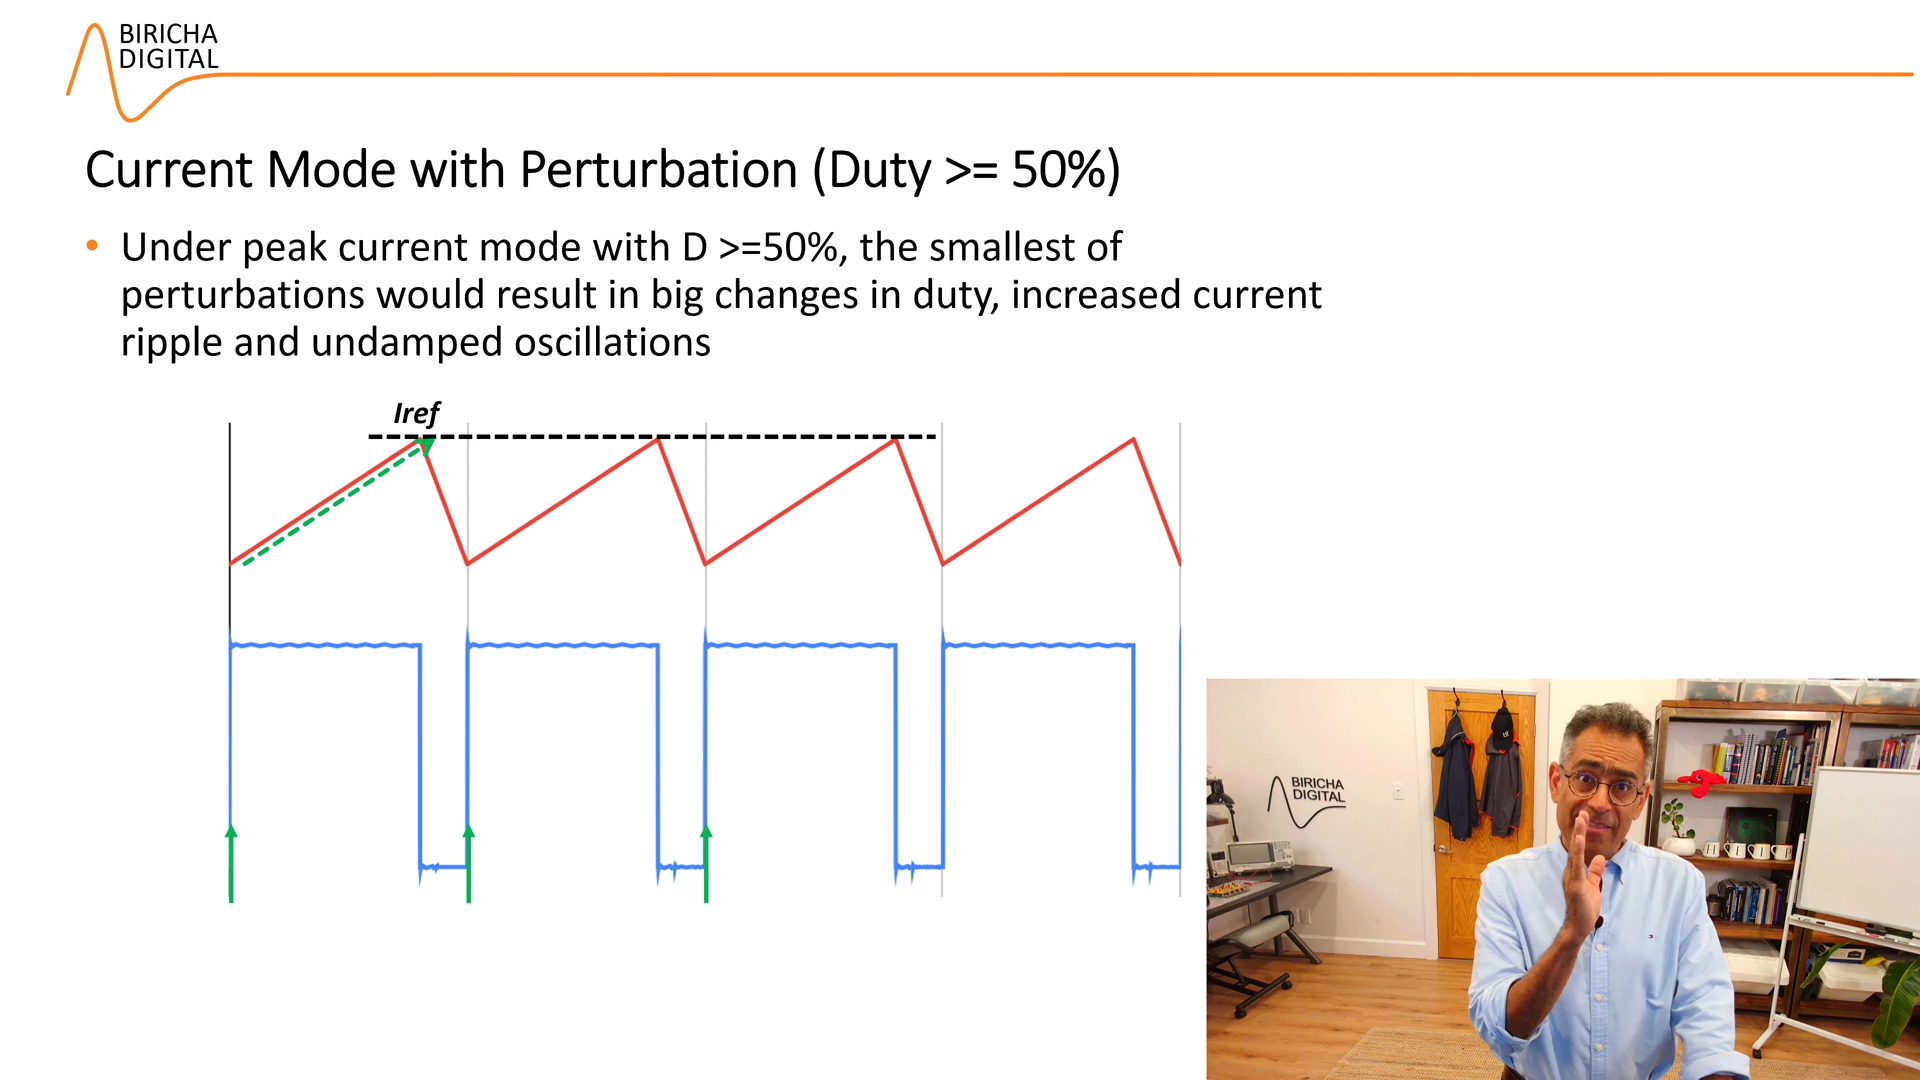 BIRICHA
DIGITAL
Current Mode with Perturbation (Duty >= 50%)
• Under peak current mode with D >=50%, the smallest of
perturbations would result in big changes in duty, increased current
ripple and undamped oscillations
Iref
BIRICHA
DIGITAL